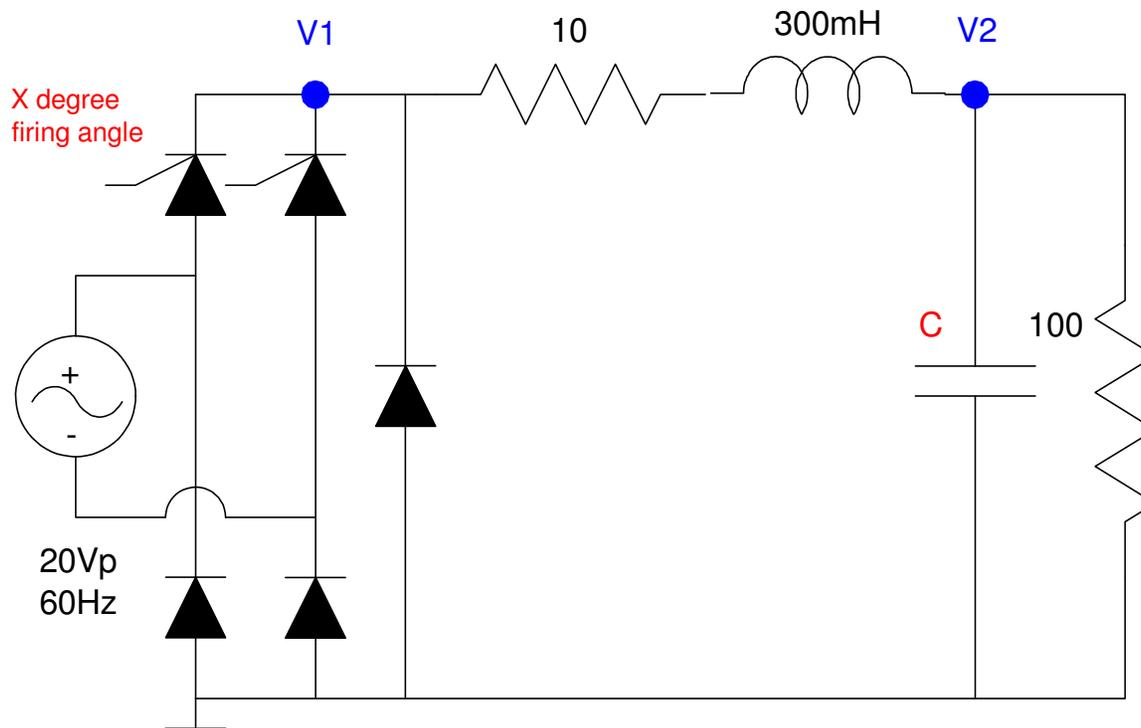 V1
10
300mH
V2
X degree
firing angle
C
100
+
-
20Vp
60Hz